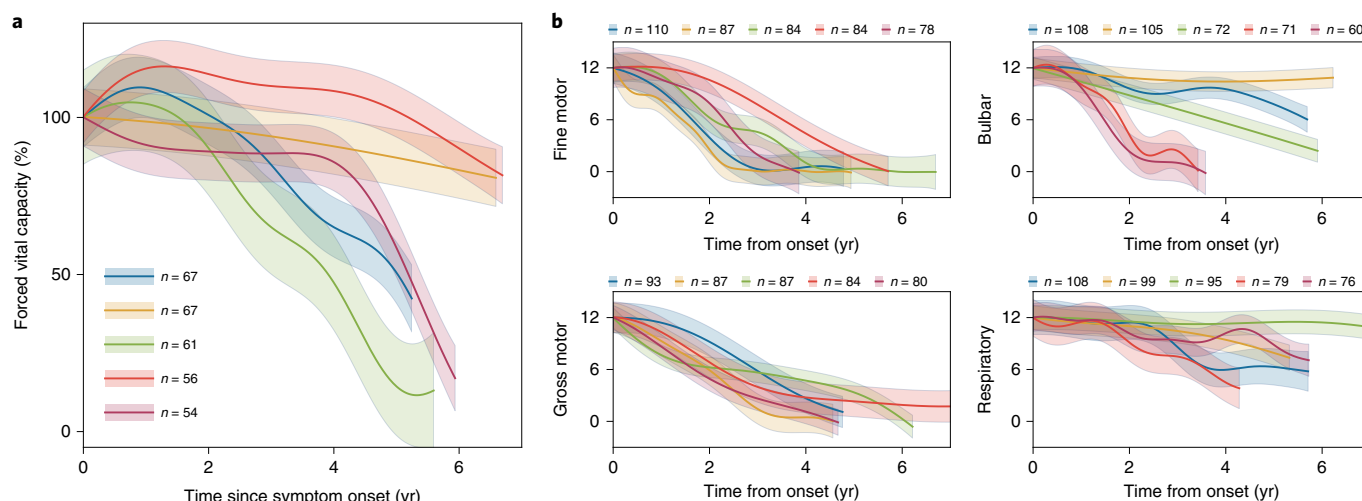 a
Forced vital capacity (%)
100
50
0
n = 67
n = 67
n = 61
n = 56
n = 54
0 2 4 6
Time since symptom onset (yr)
b
n = 110 n = 87 n = 84 n = 84 n = 78
Fine motor
12
6
0
0 2 4 6
Time from onset (yr)
n = 108 n = 105 n = 72 n = 71 n = 60
Bulbar
12
6
0
0 2 4 6
Time from onset (yr)
n = 93 n = 87 n = 87 n = 84 n = 80
Gross motor
12
6
0
0 2 4 6
Time from onset (yr)
n = 108 n = 99 n = 95 n = 79 n = 76
Respiratory
12
6
0
0 2 4 6
Time from onset (yr)